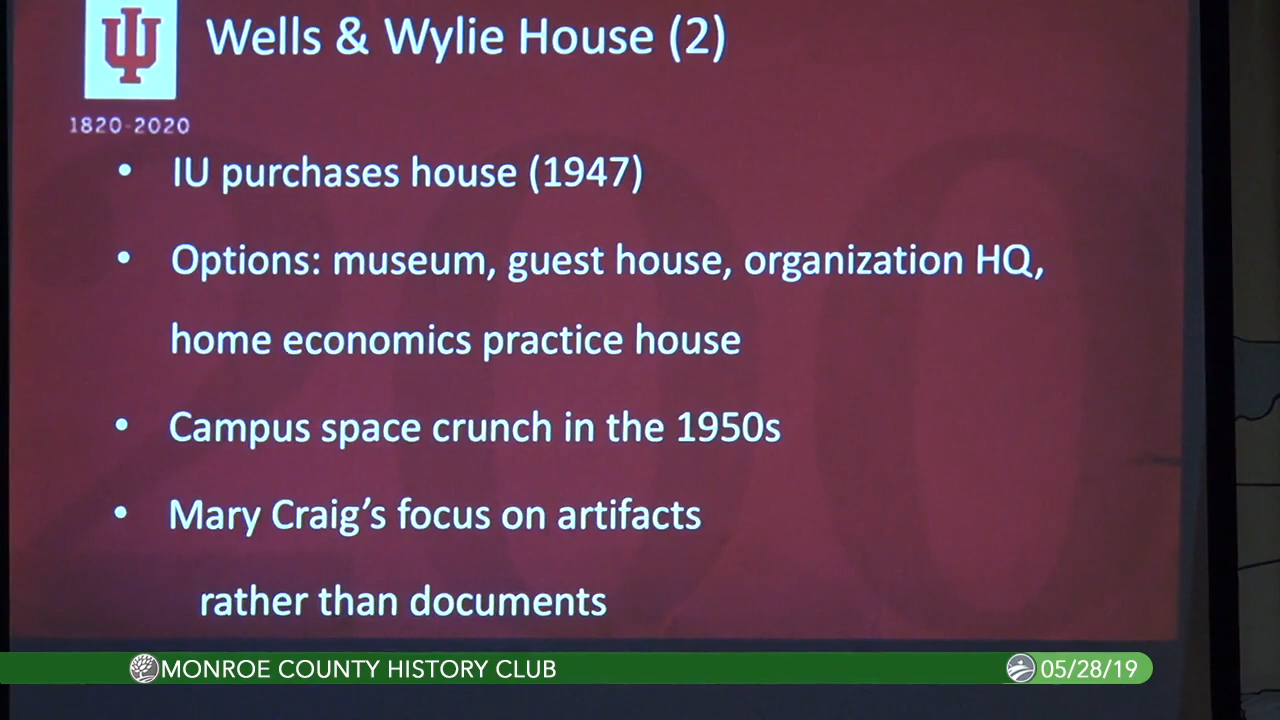 Wells & Wylie House (2)
1820-2020
• IU purchases house (1947)
• Options: museum, guest house, organization HQ,
home economics practice house
• Campus space crunch in the 1950s
• Mary Craig's focus on artifacts
rather than documents
MONROE COUNTY HISTORY CLUB
05/28/19